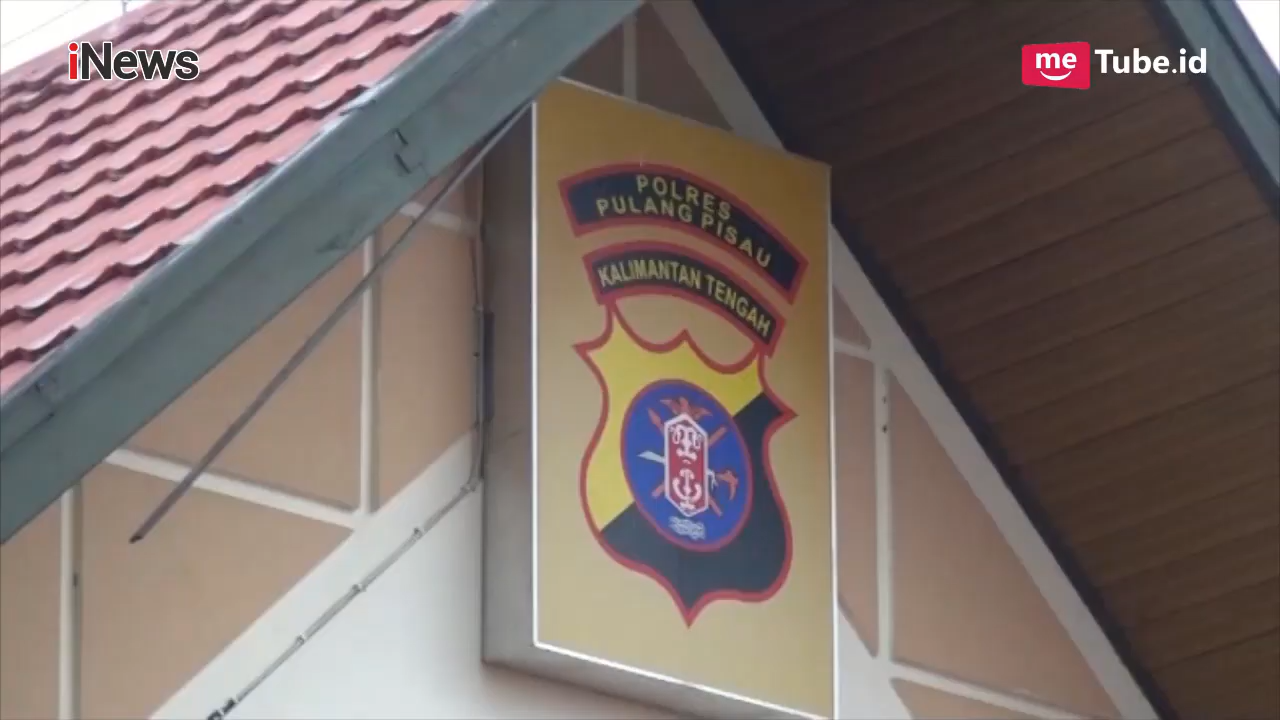 iNews
me Tube.id
POLRES
PULANG PISAU
KALIMANTAN TENGAH